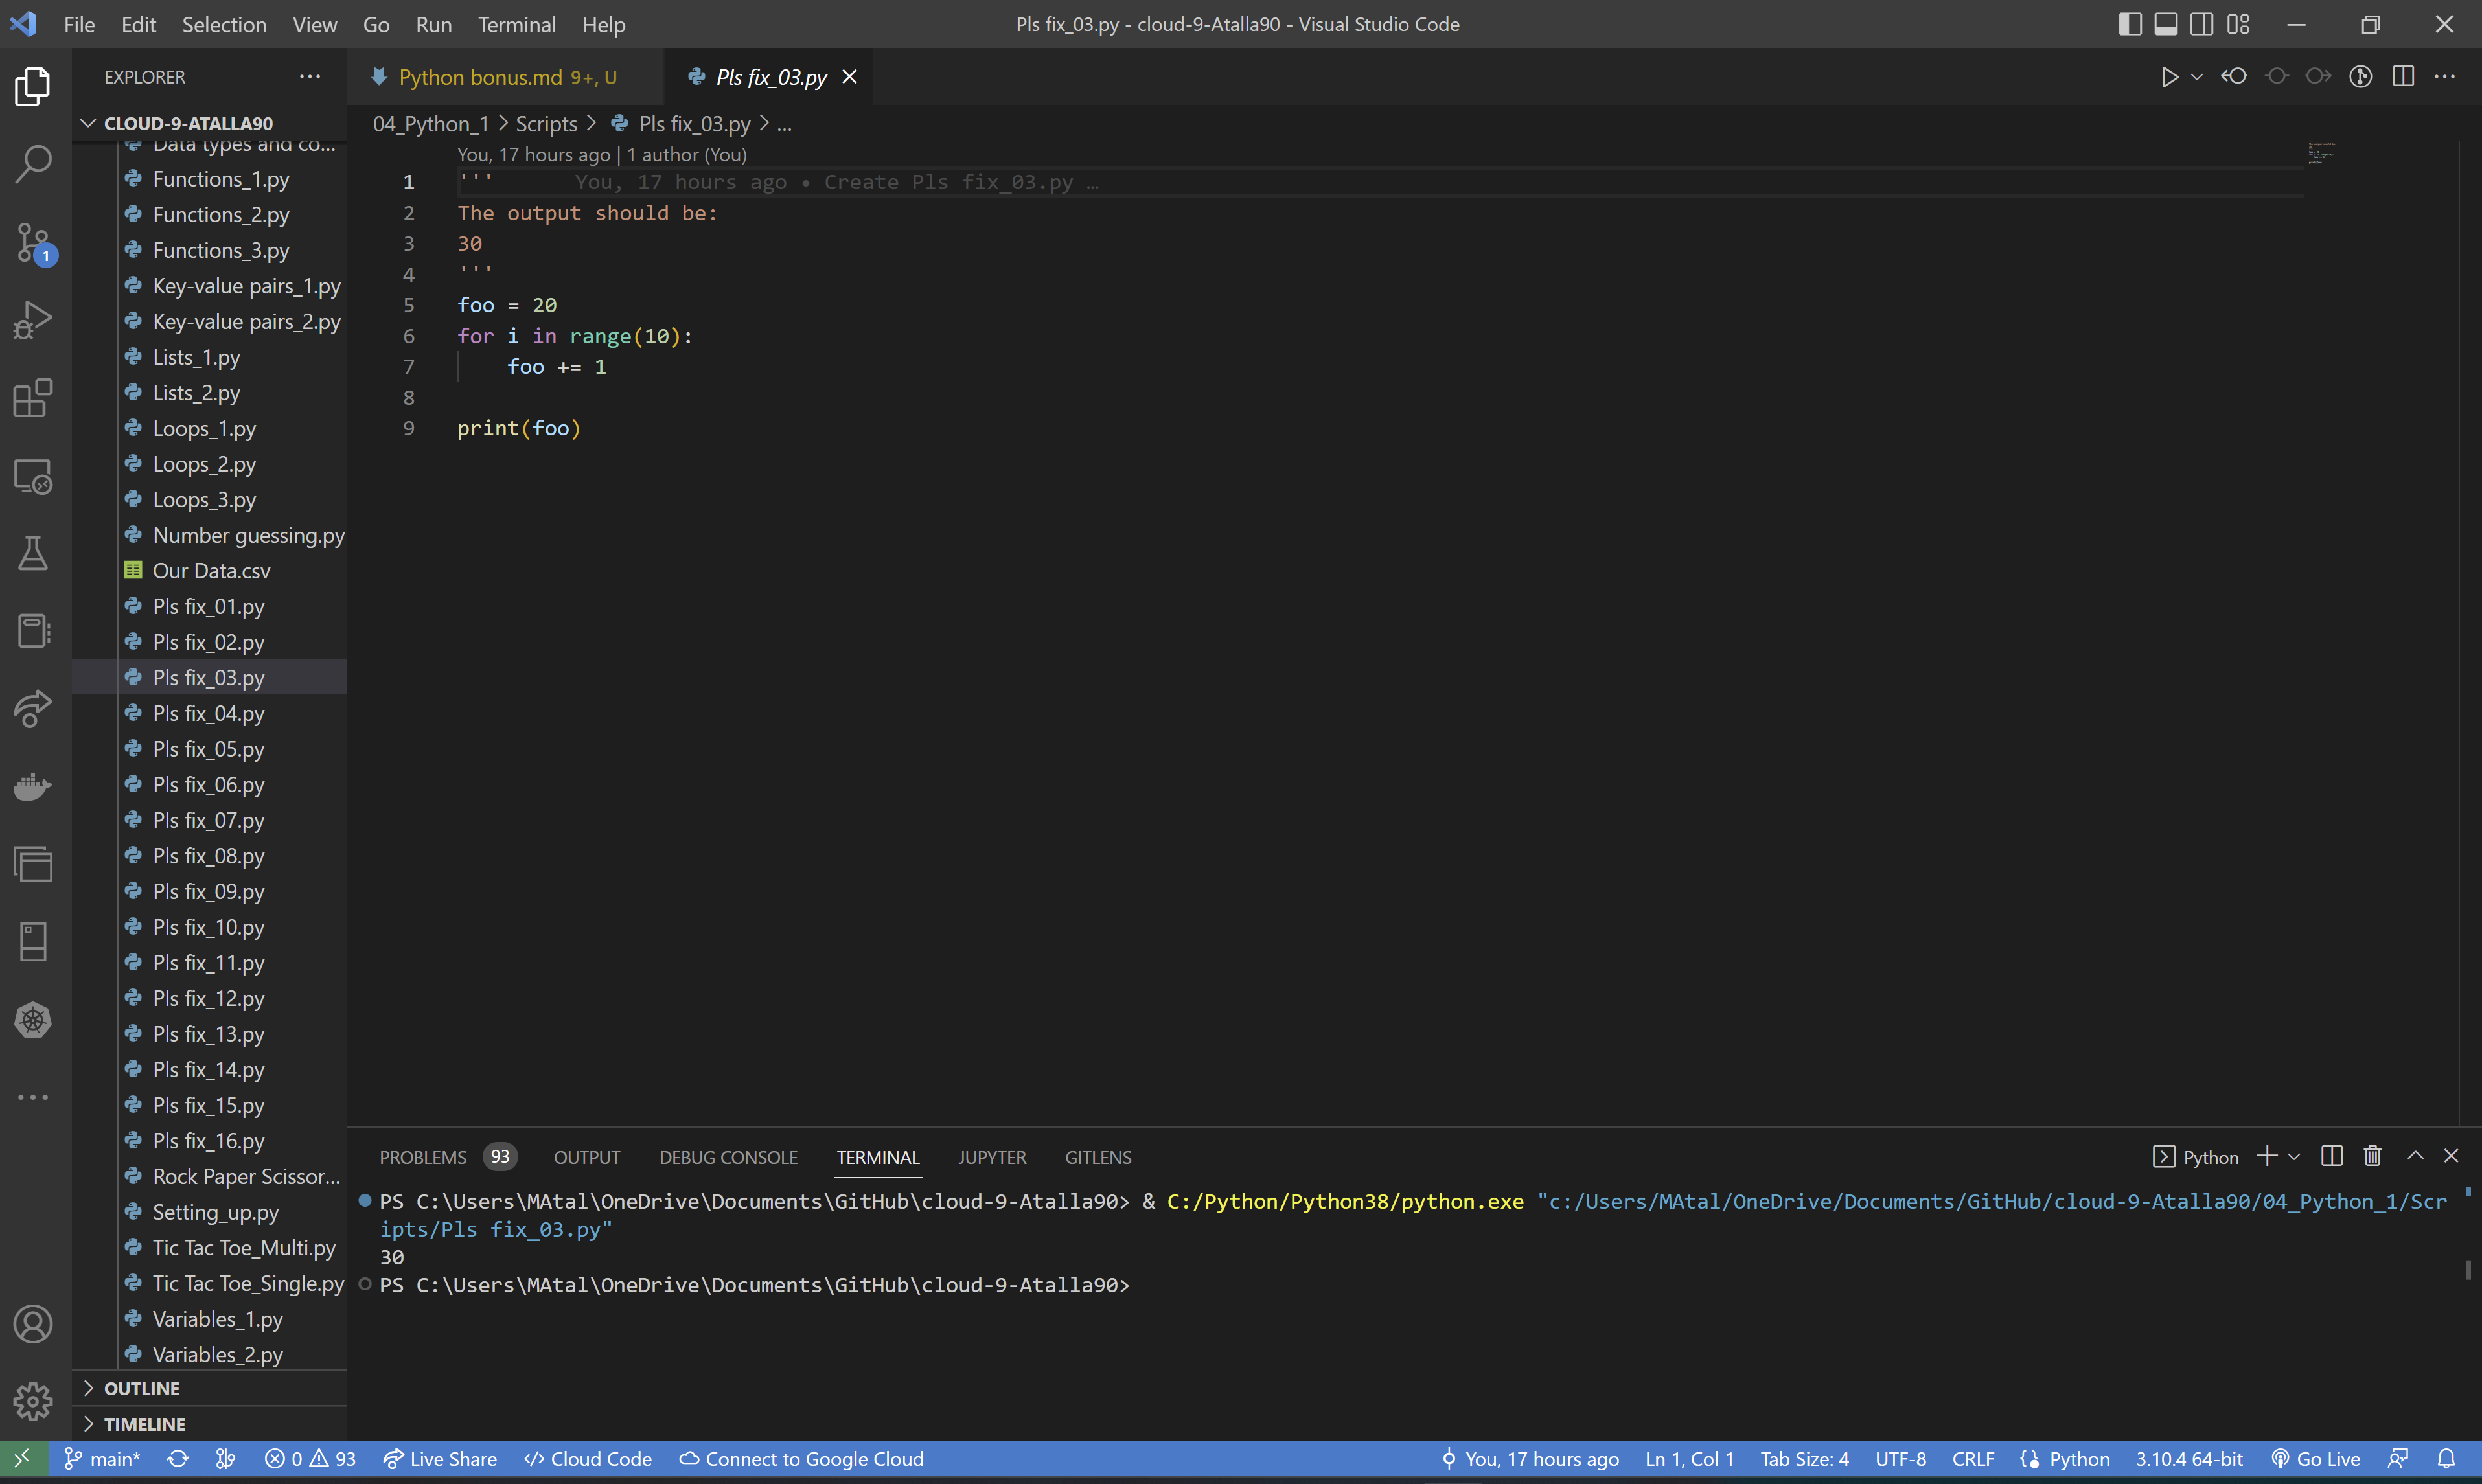 File Edit Selection View Go Run Terminal Help
Pls fix_03.py - cloud-9-Atalla90 - Visual Studio Code
EXPLORER
CLOUD-9-ATALLA90
Data types and co...
Functions_1.py
Functions_2.py
Functions_3.py
Key-value pairs_1.py
Key-value pairs_2.py
Lists_1.py
Lists_2.py
Loops_1.py
Loops_2.py
Loops_3.py
Number guessing.py
Our Data.csv
Pls fix_01.py
Pls fix_02.py
Pls fix_03.py
Pls fix_04.py
Pls fix_05.py
Pls fix_06.py
Pls fix_07.py
Pls fix_08.py
Pls fix_09.py
Pls fix_10.py
Pls fix_11.py
Pls fix_12.py
Pls fix_13.py
Pls fix_14.py
Pls fix_15.py
Pls fix_16.py
Rock Paper Scissor...
Setting_up.py
Tic Tac Toe_Multi.py
Tic Tac Toe_Single.py
Variables_1.py
Variables_2.py
OUTLINE
TIMELINE
1
Python bonus.md 9+, U
Pls fix_03.py
04_Python_1 > Scripts > Pls fix_03.py > ...
You, 17 hours ago | 1 author (You)
1 ''' You, 17 hours ago • Create Pls fix_03.py …
2 The output should be:
3 30
4 '''
5 foo = 20
6 for i in range(10):
7 foo += 1
8
9 print(foo)
PROBLEMS 93 OUTPUT DEBUG CONSOLE TERMINAL JUPYTER GITLENS
Python
PS C:\Users\MAtal\OneDrive\Documents\GitHub\cloud-9-Atalla90> & C:/Python/Python38/python.exe "c:/Users/MAtal/OneDrive/Documents/GitHub/cloud-9-Atalla90/04_Python_1/Scr
ipts/Pls fix_03.py"
30
PS C:\Users\MAtal\OneDrive\Documents\GitHub\cloud-9-Atalla90>
main* 0 93 Live Share Cloud Code Connect to Google Cloud You, 17 hours ago Ln 1, Col 1 Tab Size: 4 UTF-8 CRLF Python 3.10.4 64-bit Go Live